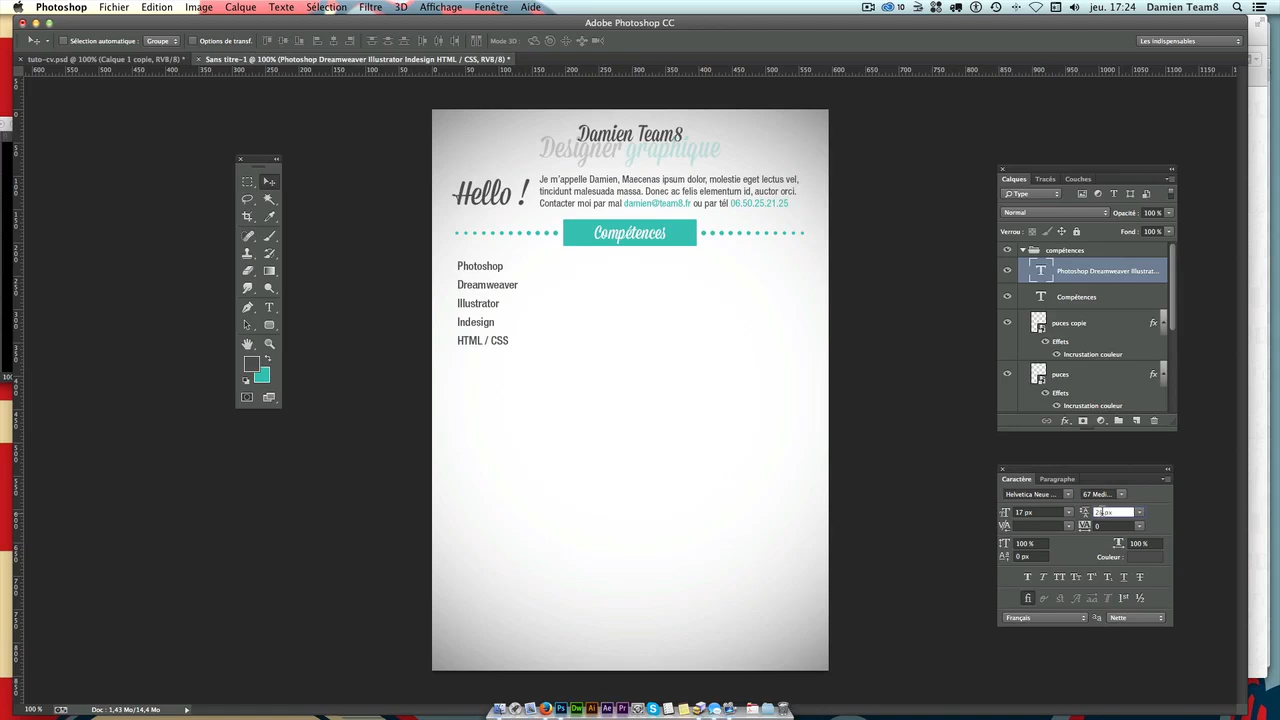 Photoshop Fichier Edition Image Calque Texte Sélection Filtre 3D Affichage Fenêtre Aide
10 jeu. 17:24 Damien Team8
Adobe Photoshop CC
Sélection automatique : Groupe Options de transf. Mode 3D : Les indispensables
tuto-cv.psd @ 100% (Calque 1 copie, RVB/8) * Sans titre-1 @ 100% (Photoshop Dreamweaver Illustrator Indesign HTML / CSS, RVB/8) *
600 550 500 450 400 350 300 250 200 150 100 50 0 50 100 150 200 250 300 350 400 450 500 550 600 650 700 750 800 850 900 950 1000 1050 1100 1150
Damien Team8
Designer graphique
Hello !
Je m'appelle Damien, Maecenas ipsum dolor, molestie eget lectus vel,
tincidunt malesuada massa. Donec ac felis elementum id, auctor orci.
Contacter moi par mal damien@team8.fr ou par tél 06.50.25.21.25
Compétences
Photoshop
Dreamweaver
Illustrator
Indesign
HTML / CSS
Calques Tracés Couches
Type
Normal Opacité : 100 %
Verrou : Fond : 100 %
compétences
Photoshop Dreamweaver Illustrat...
Compétences
puces copie fx
Effets
Incrustation couleur
puces fx
Effets
Incrustation couleur
Caractère Paragraphe
Helvetica Neue ... 67 Medi...
17 px px
0
100 % 100 %
0 px Couleur :
Français Nette
100 % Doc : 1,43 Mo/14,4 Mo